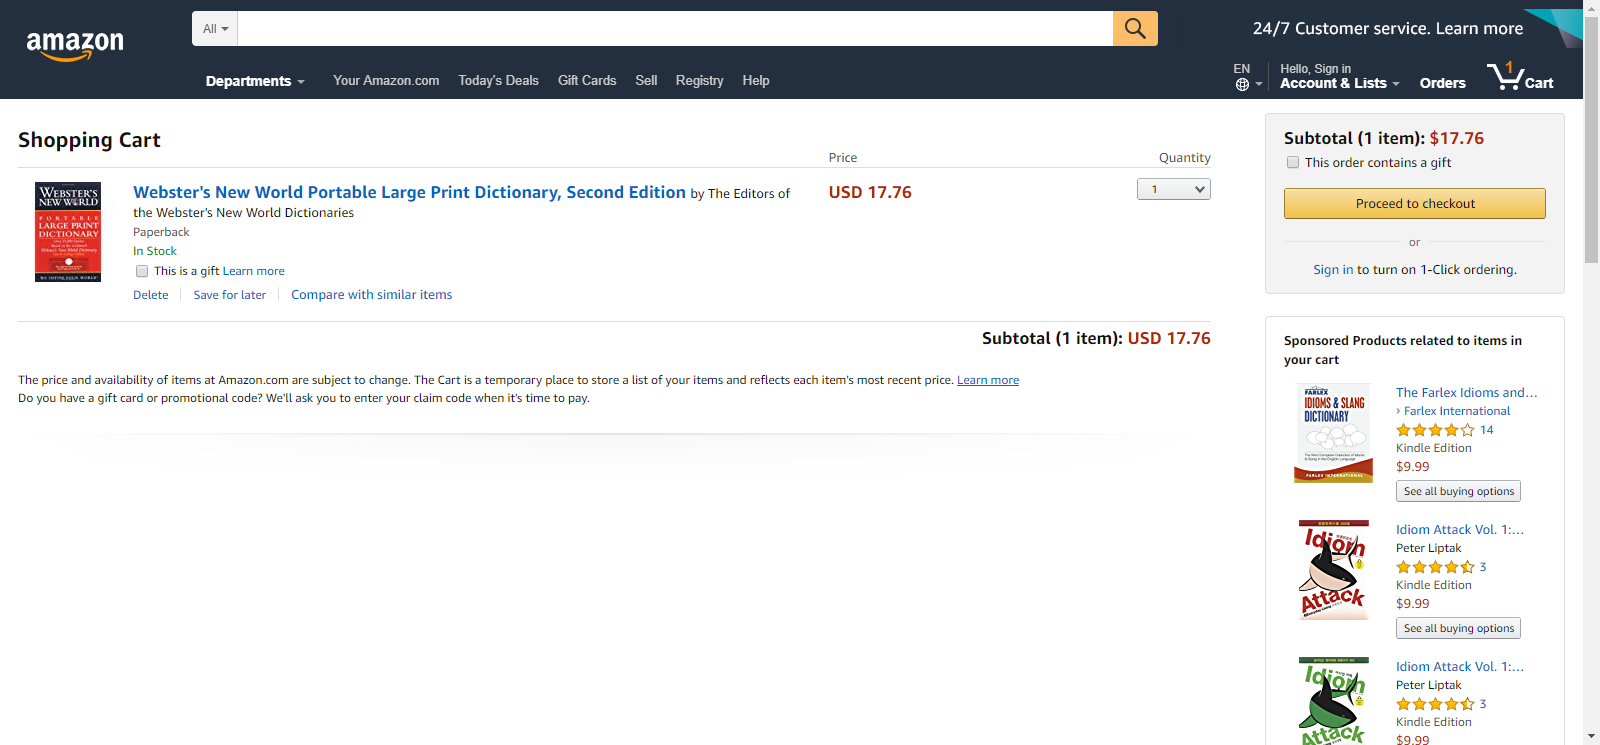 All
24/7 Customer service. Learn more
amazon
Departments
Your Amazon.com
Today's Deals
Gift Cards
Sell
Registry
Help
EN
Hello, Sign in
Account & Lists
Orders
1
Cart
Shopping Cart
Price
Quantity
WEBSTER'S
NEW WORLD
PORTABLE
LARGE PRINT
DICTIONARY
Webster's New World Portable Large Print Dictionary, Second Edition by The Editors of
the Webster's New World Dictionaries
Paperback
In Stock
This is a gift Learn more
Delete
Save for later
Compare with similar items
USD 17.76
1
Subtotal (1 item): USD 17.76
The price and availability of items at Amazon.com are subject to change. The Cart is a temporary place to store a list of your items and reflects each item's most recent price. Learn more
Do you have a gift card or promotional code? We'll ask you to enter your claim code when it's time to pay.
Subtotal (1 item): $17.76
This order contains a gift
Proceed to checkout
or
Sign in to turn on 1-Click ordering.
Sponsored Products related to items in
your cart
FARLEX
IDIOMS & SLANG
DICTIONARY
FARLEX INTERNATIONAL
The Farlex Idioms and…
› Farlex International
14
Kindle Edition
$9.99
See all buying options
Idiom
Attack
Idiom Attack Vol. 1:…
Peter Liptak
3
Kindle Edition
$9.99
See all buying options
Idiom
Attack
Idiom Attack Vol. 1:…
Peter Liptak
3
Kindle Edition
$9.99